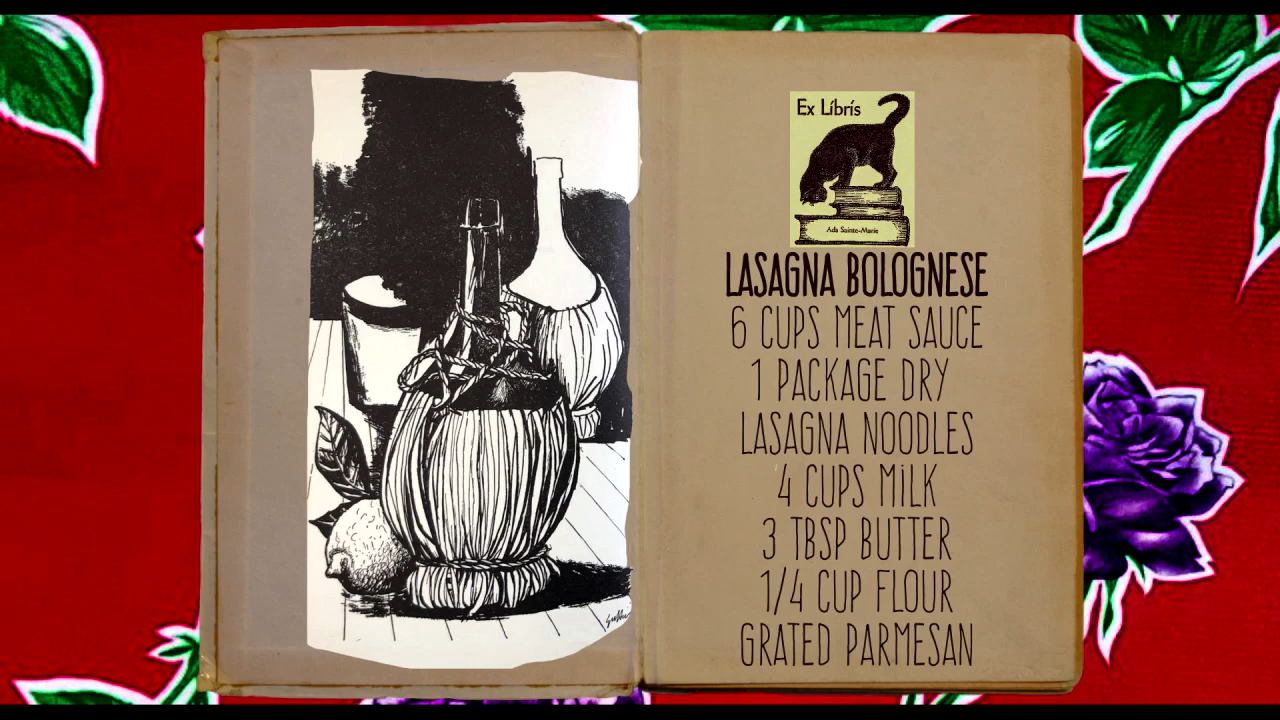 Ex Líbrís
Ada Sainte-Marie
LASAGNA BOLOGNESE
6 CUPS MEAT SAUCE
1 PACKAGE DRY
LASAGNA NOODLES
4 CUPS MILK
3 TBSP BUTTER
1/4 CUP FLOUR
GRATED PARMESAN